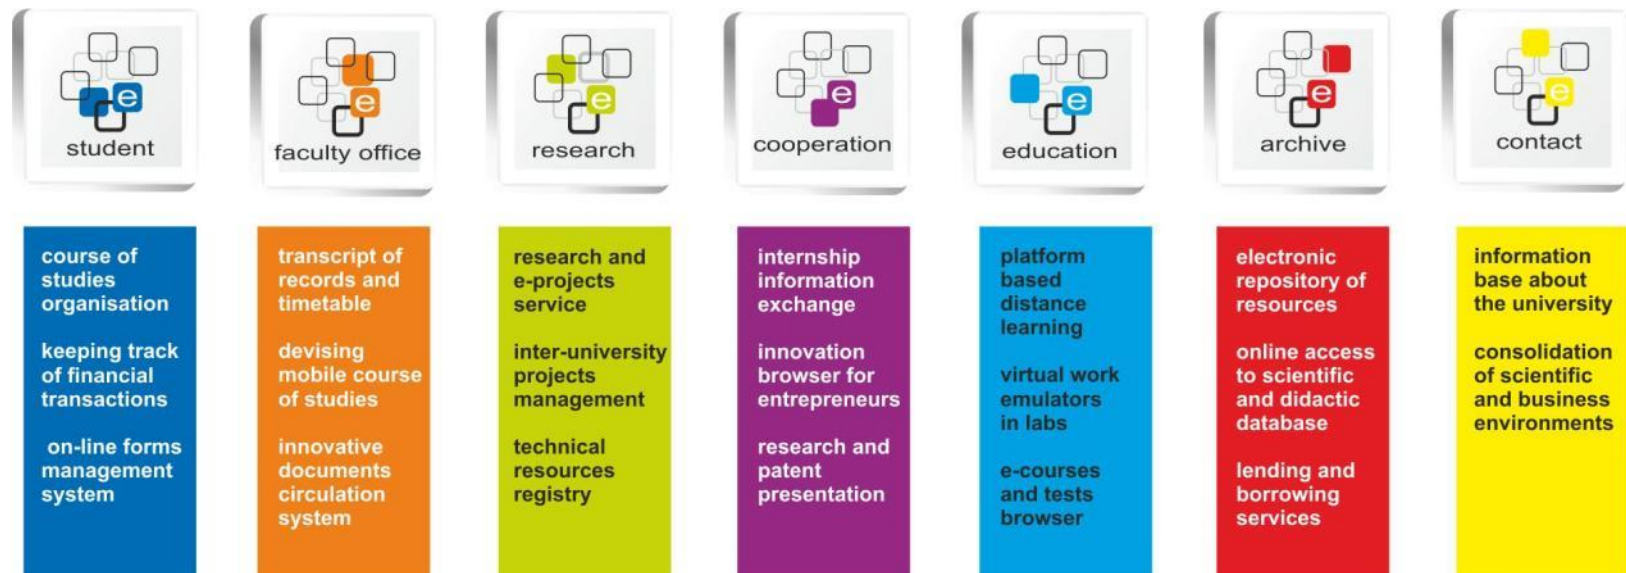 e
student
e
faculty office
e
research
e
cooperation
e
education
e
archive
e
contact
course of
studies
organisation
keeping track
of financial
transactions
on-line forms
management
system
transcript of
records and
timetable
devising
mobile course
of studies
innovative
documents
circulation
system
research and
e-projects
service
inter-university
projects
management
technical
resources
registry
internship
information
exchange
innovation
browser for
entrepreneurs
research and
patent
presentation
platform
based
distance
learning
virtual work
emulators
in labs
e-courses
and tests
browser
electronic
repository of
resources
online access
to scientific
and didactic
database
lending and
borrowing
services
information
base about
the university
consolidation
of scientific
and business
environments